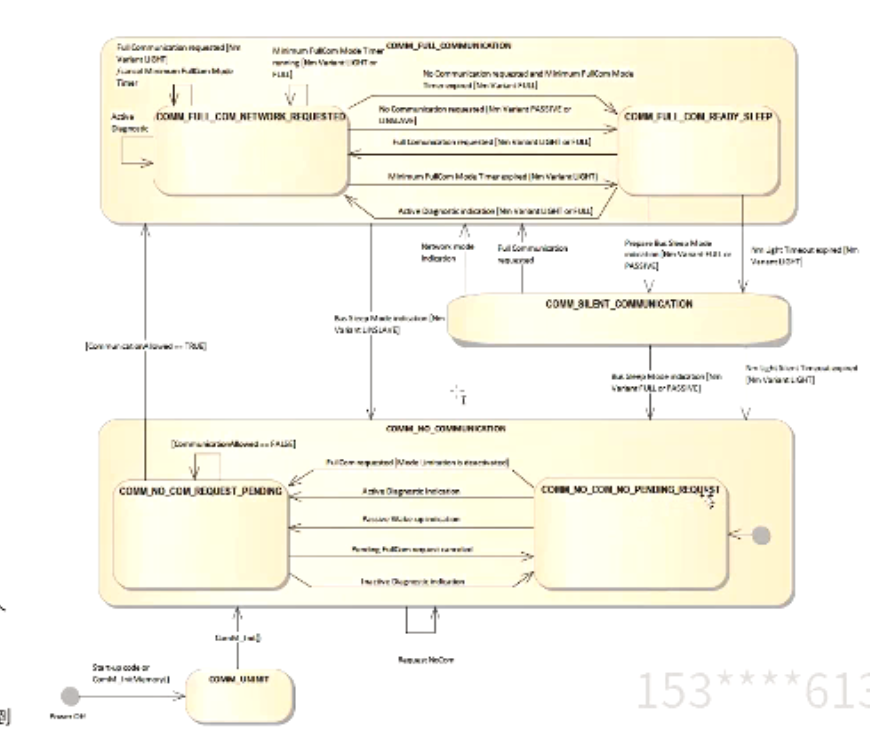 COMM_FULL_COMMUNICATION
Full Communication requested [Nm
Variant LIGHT]
/cancel Minimum FullCom Mode
Timer
Minimum FullCom Mode Timer
running [Nm Variant LIGHT or
FULL]
No Communication requested and Minimum FullCom Mode
Timer expired [Nm Variant FULL]
Active
Diagnostic
COMM_FULL_COM_NETWORK_REQUESTED
No Communication requested [Nm Variant PASSIVE or
LINSLAVE]
COMM_FULL_COM_READY_SLEEP
Full Comunication requested [Nm Variant LIGHT or FULL]
Minimum FullCom Mode Timer expired [Nm Variant LIGHT]
Active Diagnostic indication [Nm Variant LIGHT or FULL]
Network mode
indication
Full Communication
requested
Prepare Bus Sleep Mode
indication [Nm Variant FULL or
PASSIVE]
Nm Light Timeout expired [Nm
Variant LIGHT]
COMM_SILENT_COMMUNICATION
Bus Sleep Mode indication [Nm
Variant LINSLAVE]
[CommunicationAllowed == TRUE]
Bus Sleep Mode indication [Nm
Variant FULL or PASSIVE]
Nm Light Silent Timeout expired
[Nm Variant LIGHT]
COMM_NO_COMMUNICATION
[CommunicationAllowed == FALSE]
FullCom requested [Mode Limitation is deactivated]
COMM_NO_COM_REQUEST_PENDING
Active Diagnostic Indication
COMM_NO_COM_NO_PENDING_REQUEST
Passive Wake-up indication
Pending FullCom request canceled
Inactive Diagnostic indication
ComM_Init()
Request NoCom
Start-up code or
ComM_InitMemory()
COMM_UNINIT
Power Off
153****613